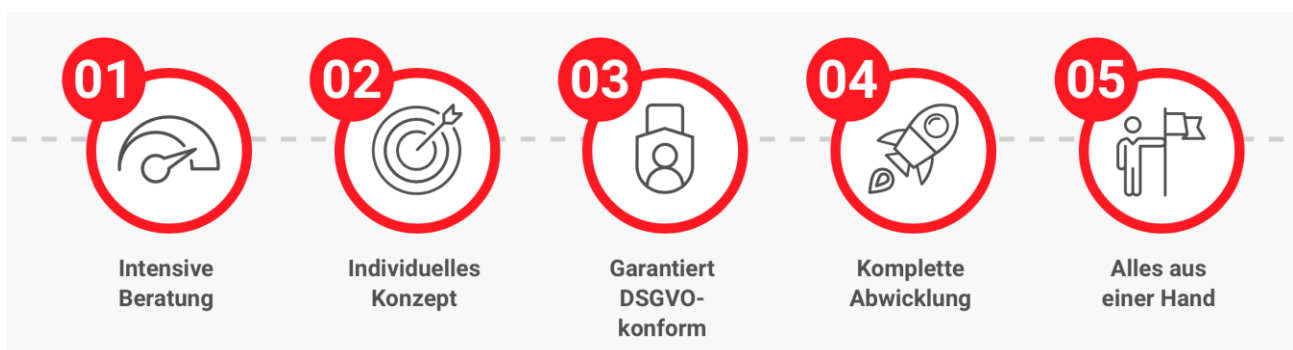 01
Intensive
Beratung
02
Individuelles
Konzept
03
Garantiert
DSGVO-
konform
04
Komplette
Abwicklung
05
Alles aus
einer Hand